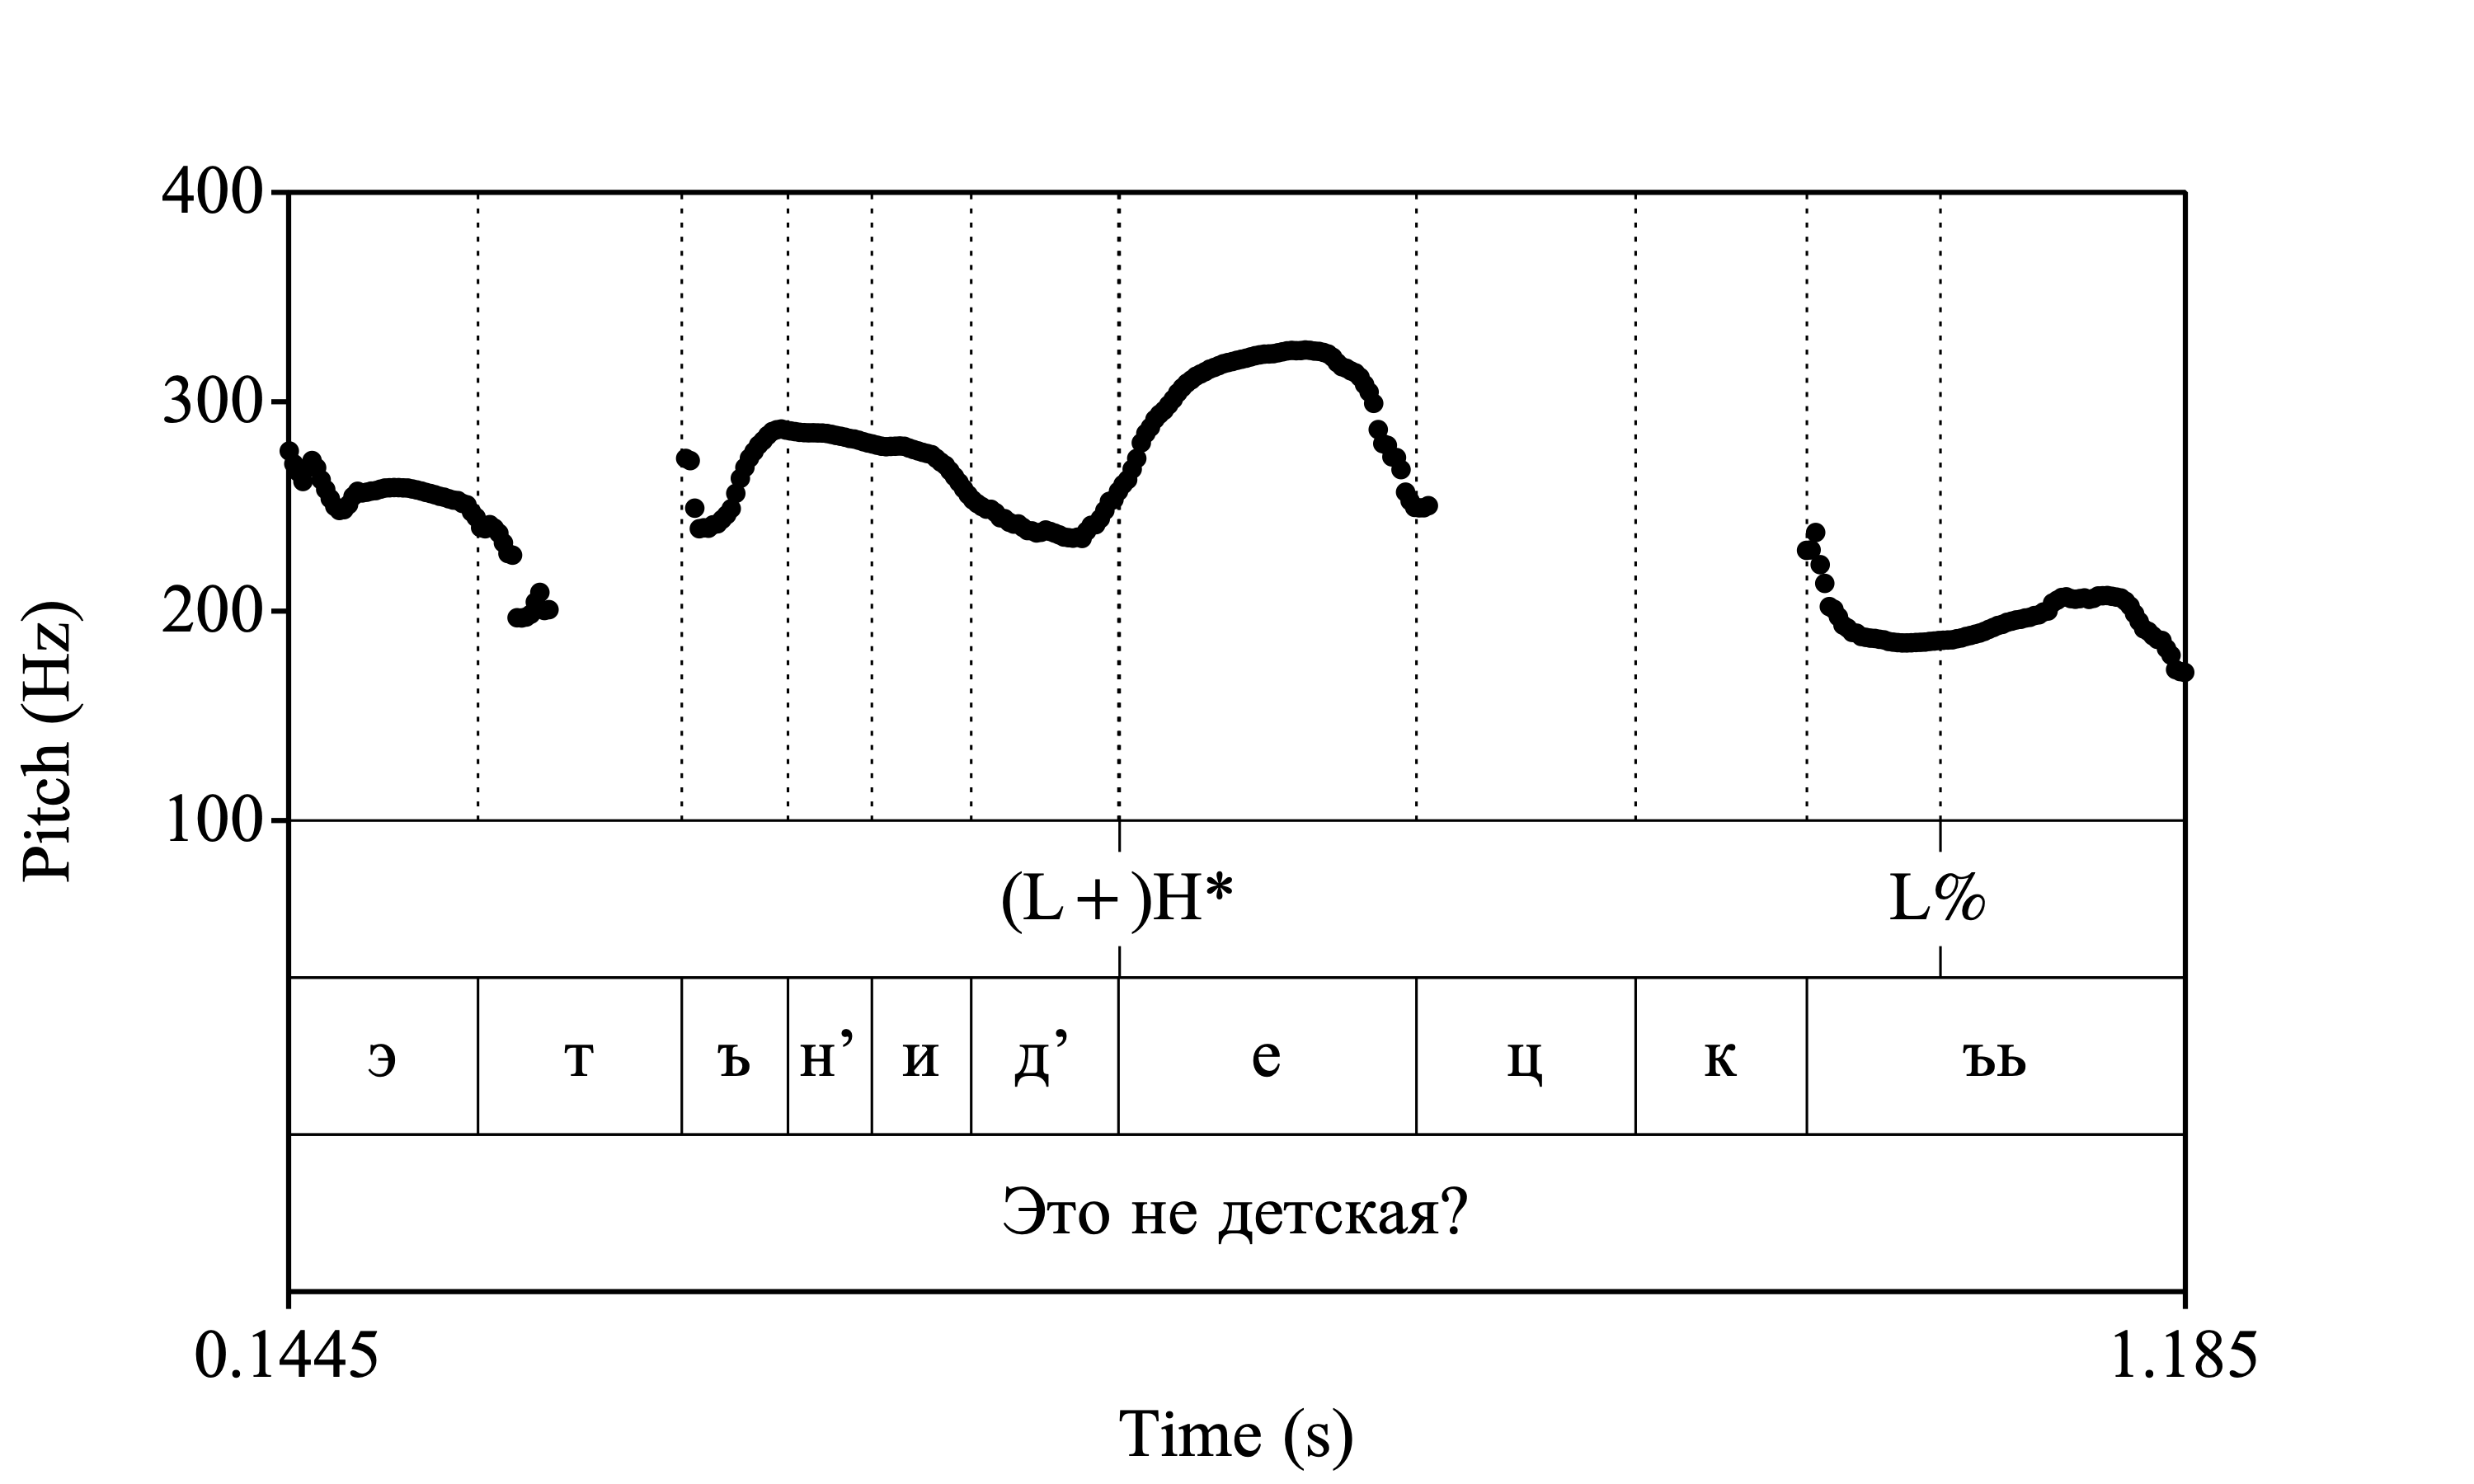 400
300
200
100
Pitch (Hz)
(L+)H* L%
э т ъ н’ и д’ е ц к ъь
Это не детская?
0.1445 1.185
Time (s)